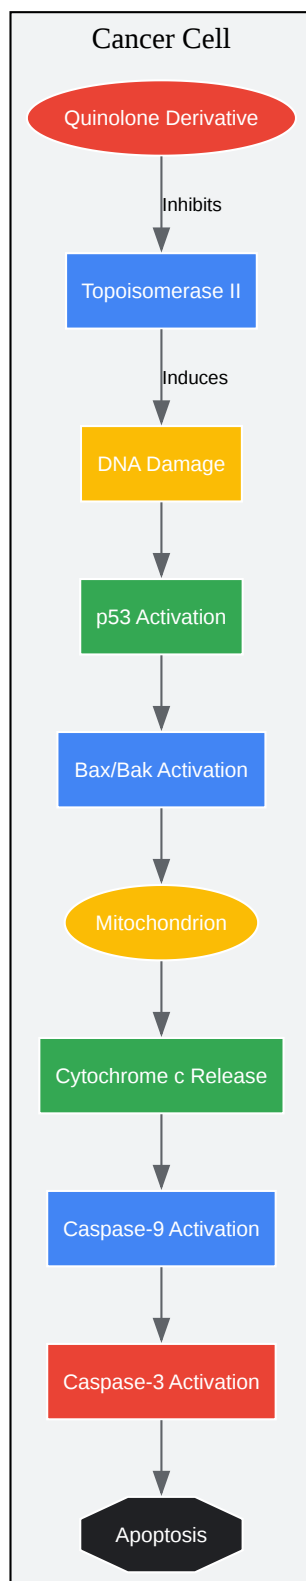 Cancer Cell
Quinolone Derivative
Inhibits
Topoisomerase II
Induces
DNA Damage
p53 Activation
Bax/Bak Activation
Mitochondrion
Cytochrome c Release
Caspase-9 Activation
Caspase-3 Activation
Apoptosis